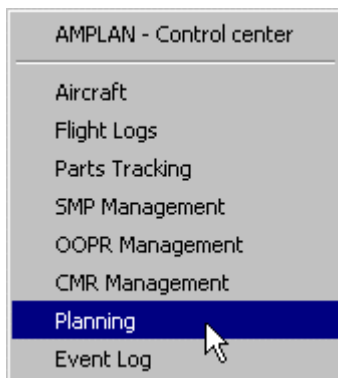 AMPLAN - Control center
Aircraft
Flight Logs
Parts Tracking
SMP Management
OOPR Management
CMR Management
Planning
Event Log